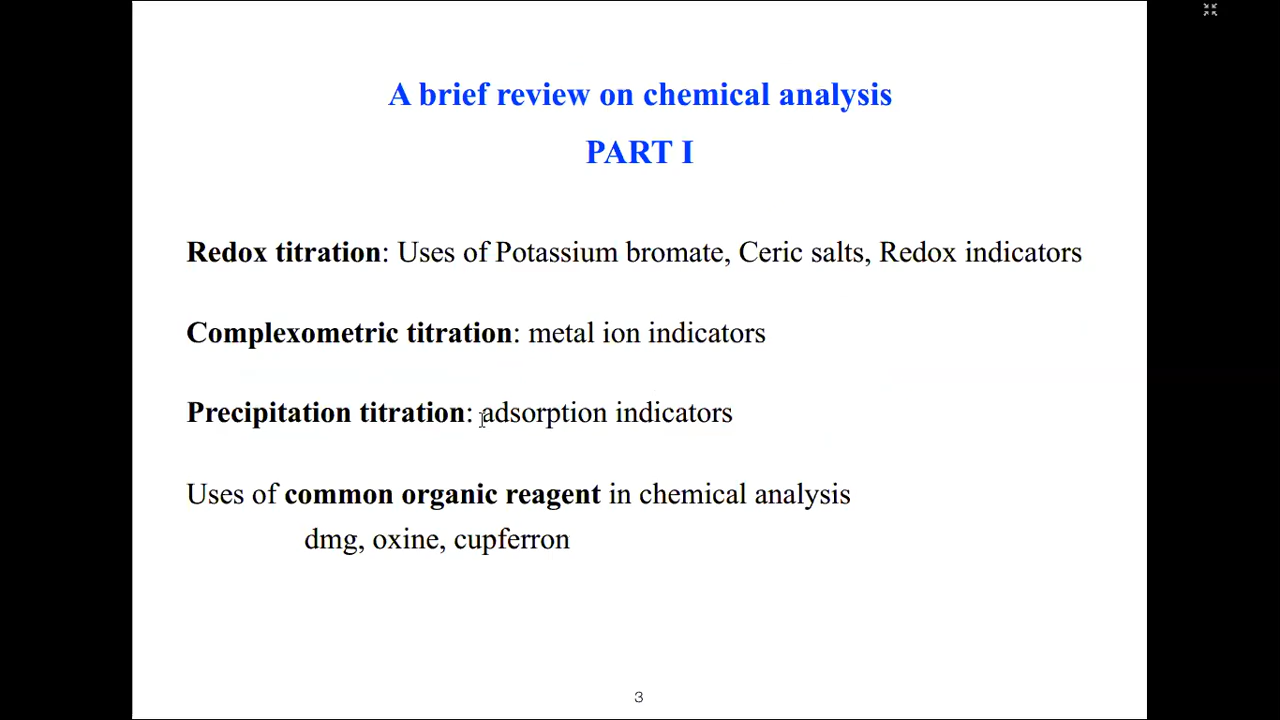 A brief review on chemical analysis
PART I
Redox titration: Uses of Potassium bromate, Ceric salts, Redox indicators
Complexometric titration: metal ion indicators
Precipitation titration: adsorption indicators
Uses of common organic reagent in chemical analysis
dmg, oxine, cupferron
3